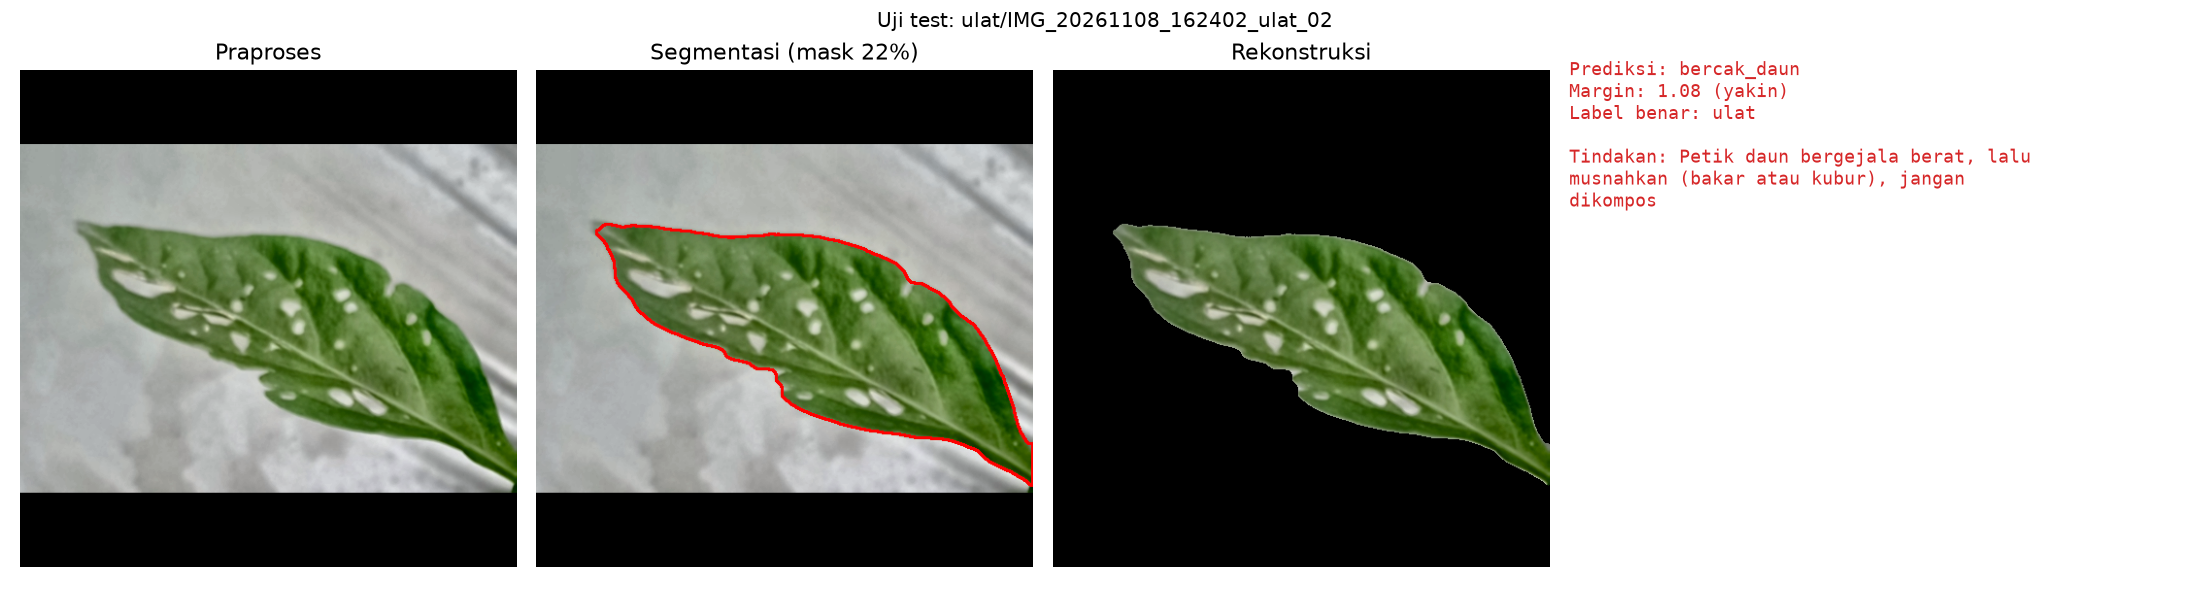 Uji test: ulat/IMG_20261108_162402_ulat_02
Praproses
Segmentasi (mask 22%)
Rekonstruksi
Prediksi: bercak_daun
Margin: 1.08 (yakin)
Label benar: ulat
Tindakan: Petik daun bergejala berat, lalu
musnahkan (bakar atau kubur), jangan
dikompos